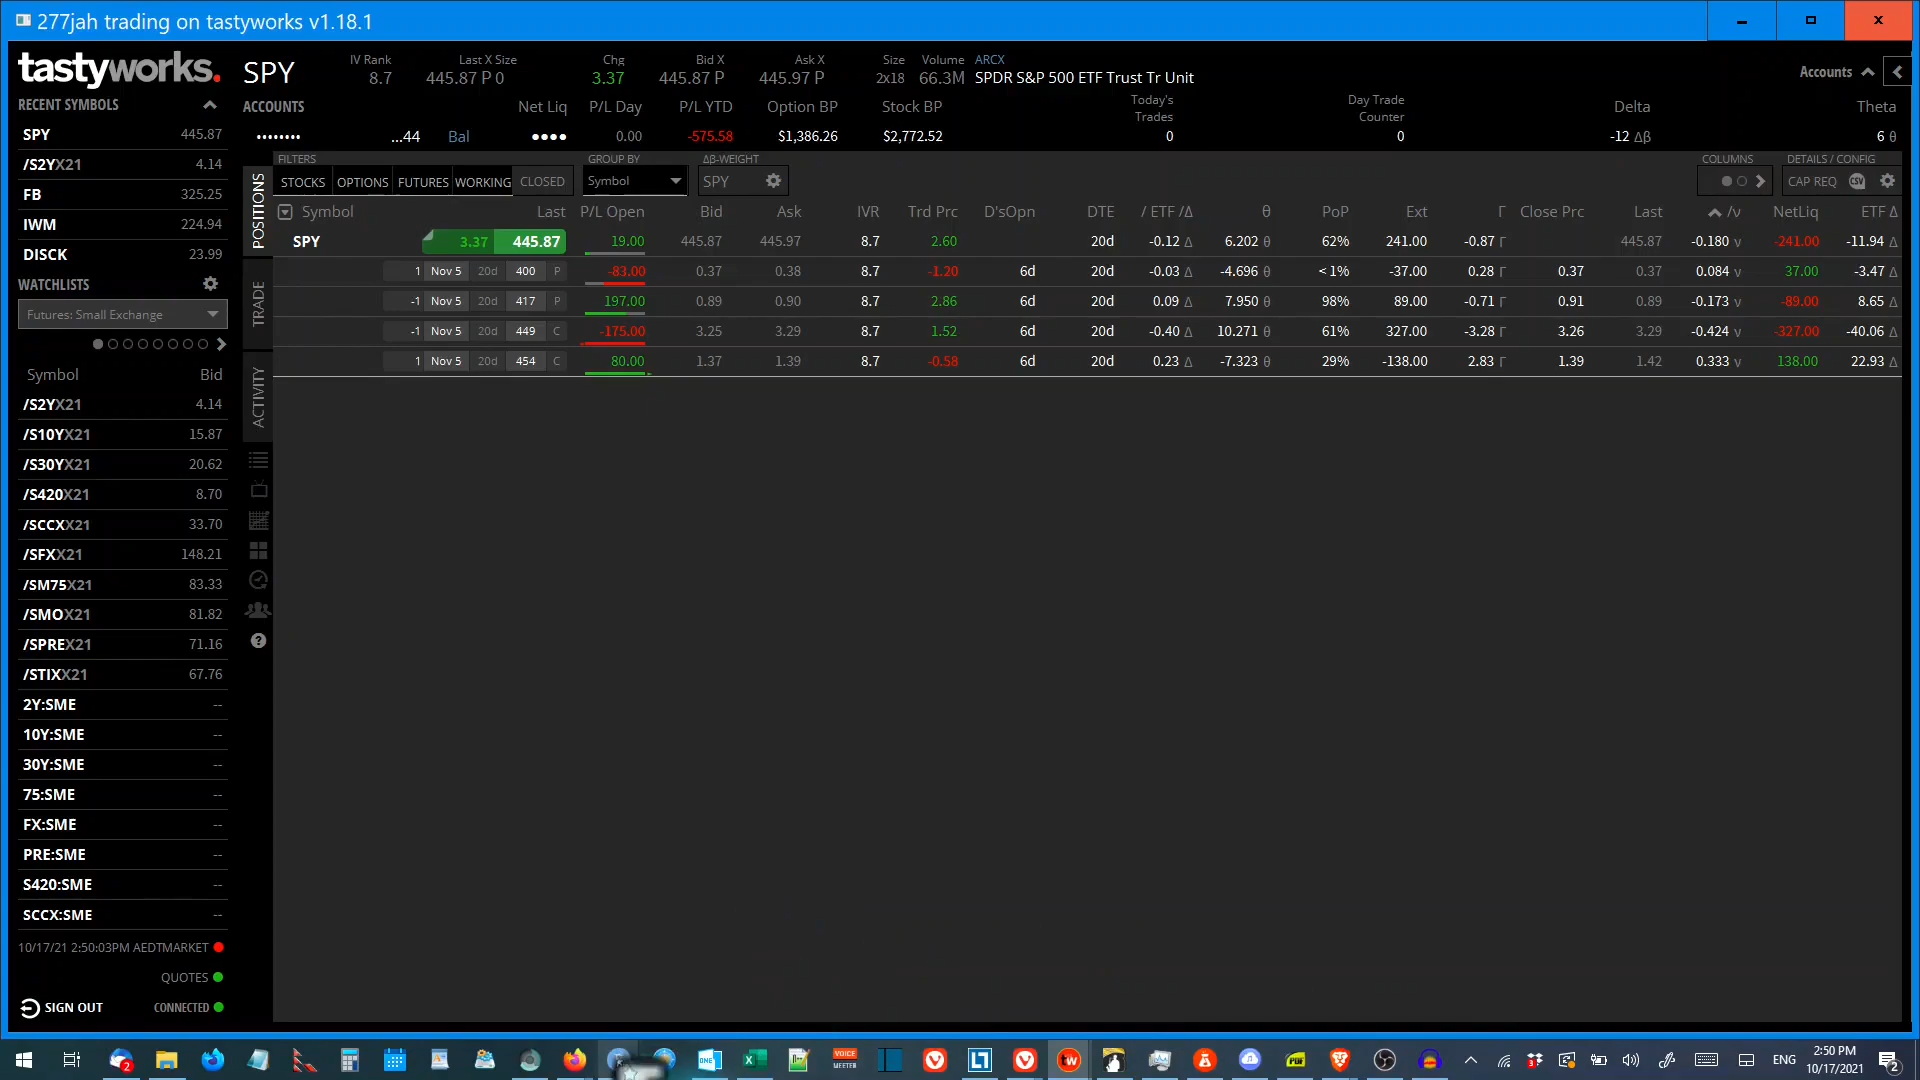 277jah trading on tastyworks v1.18.1
tastyworks.
SPY
IV Rank
8.7
Last X Size
445.87 P 0
Chg
3.37
Bid X
445.87 P
Ask X
445.97 P
Size
2x18
Volume
66.3M
ARCX
SPDR S&P 500 ETF Trust Tr Unit
Accounts
ACCOUNTS Net Liq P/L Day P/L YTD Option BP Stock BP Today's Trades Day Trade Counter Delta Theta
•••••••• ...44 Bal •••• 0.00 -575.58 $1,386.26 $2,772.52 0 0 -12 Δβ 6 θ
RECENT SYMBOLS
SPY 445.87
/S2YX21 4.14
FB 325.25
IWM 224.94
DISCK 23.99
WATCHLISTS
Futures: Small Exchange
Symbol Bid
/S2YX21 4.14
/S10YX21 15.87
/S30YX21 20.62
/S420X21 8.70
/SCCXX21 33.70
/SFXX21 148.21
/SM75X21 83.33
/SMOX21 81.82
/SPREX21 71.16
/STIXX21 67.76
2Y:SME --
10Y:SME --
30Y:SME --
75:SME --
FX:SME --
PRE:SME --
S420:SME --
SCCX:SME --
10/17/21 2:50:03PM AEDT MARKET
QUOTES
SIGN OUT CONNECTED
POSITIONS
TRADE
ACTIVITY
FILTERS GROUP BY Δβ-WEIGHT COLUMNS DETAILS / CONFIG
STOCKS OPTIONS FUTURES WORKING CLOSED Symbol SPY CAP REQ CSV
Symbol Last P/L Open Bid Ask IVR Trd Prc D'sOpn DTE / ETF /Δ θ PoP Ext Γ Close Prc Last /ν NetLiq ETF Δ
SPY 3.37 445.87 19.00 445.87 445.97 8.7 2.60 20d -0.12 Δ 6.202 θ 62% 241.00 -0.87 Γ 445.87 -0.180 ν -241.00 -11.94 Δ
1 Nov 5 20d 400 P -83.00 0.37 0.38 8.7 -1.20 6d 20d -0.03 Δ -4.696 θ < 1% -37.00 0.28 Γ 0.37 0.37 0.084 ν 37.00 -3.47 Δ
-1 Nov 5 20d 417 P 197.00 0.89 0.90 8.7 2.86 6d 20d 0.09 Δ 7.950 θ 98% 89.00 -0.71 Γ 0.91 0.89 -0.173 ν -89.00 8.65 Δ
-1 Nov 5 20d 449 C -175.00 3.25 3.29 8.7 1.52 6d 20d -0.40 Δ 10.271 θ 61% 327.00 -3.28 Γ 3.26 3.29 -0.424 ν -327.00 -40.06 Δ
1 Nov 5 20d 454 C 80.00 1.37 1.39 8.7 -0.58 6d 20d 0.23 Δ -7.323 θ 29% -138.00 2.83 Γ 1.39 1.42 0.333 ν 138.00 22.93 Δ
2 ONE VOICE MEETER PDF 3 ENG 2:50 PM 10/17/2021 2